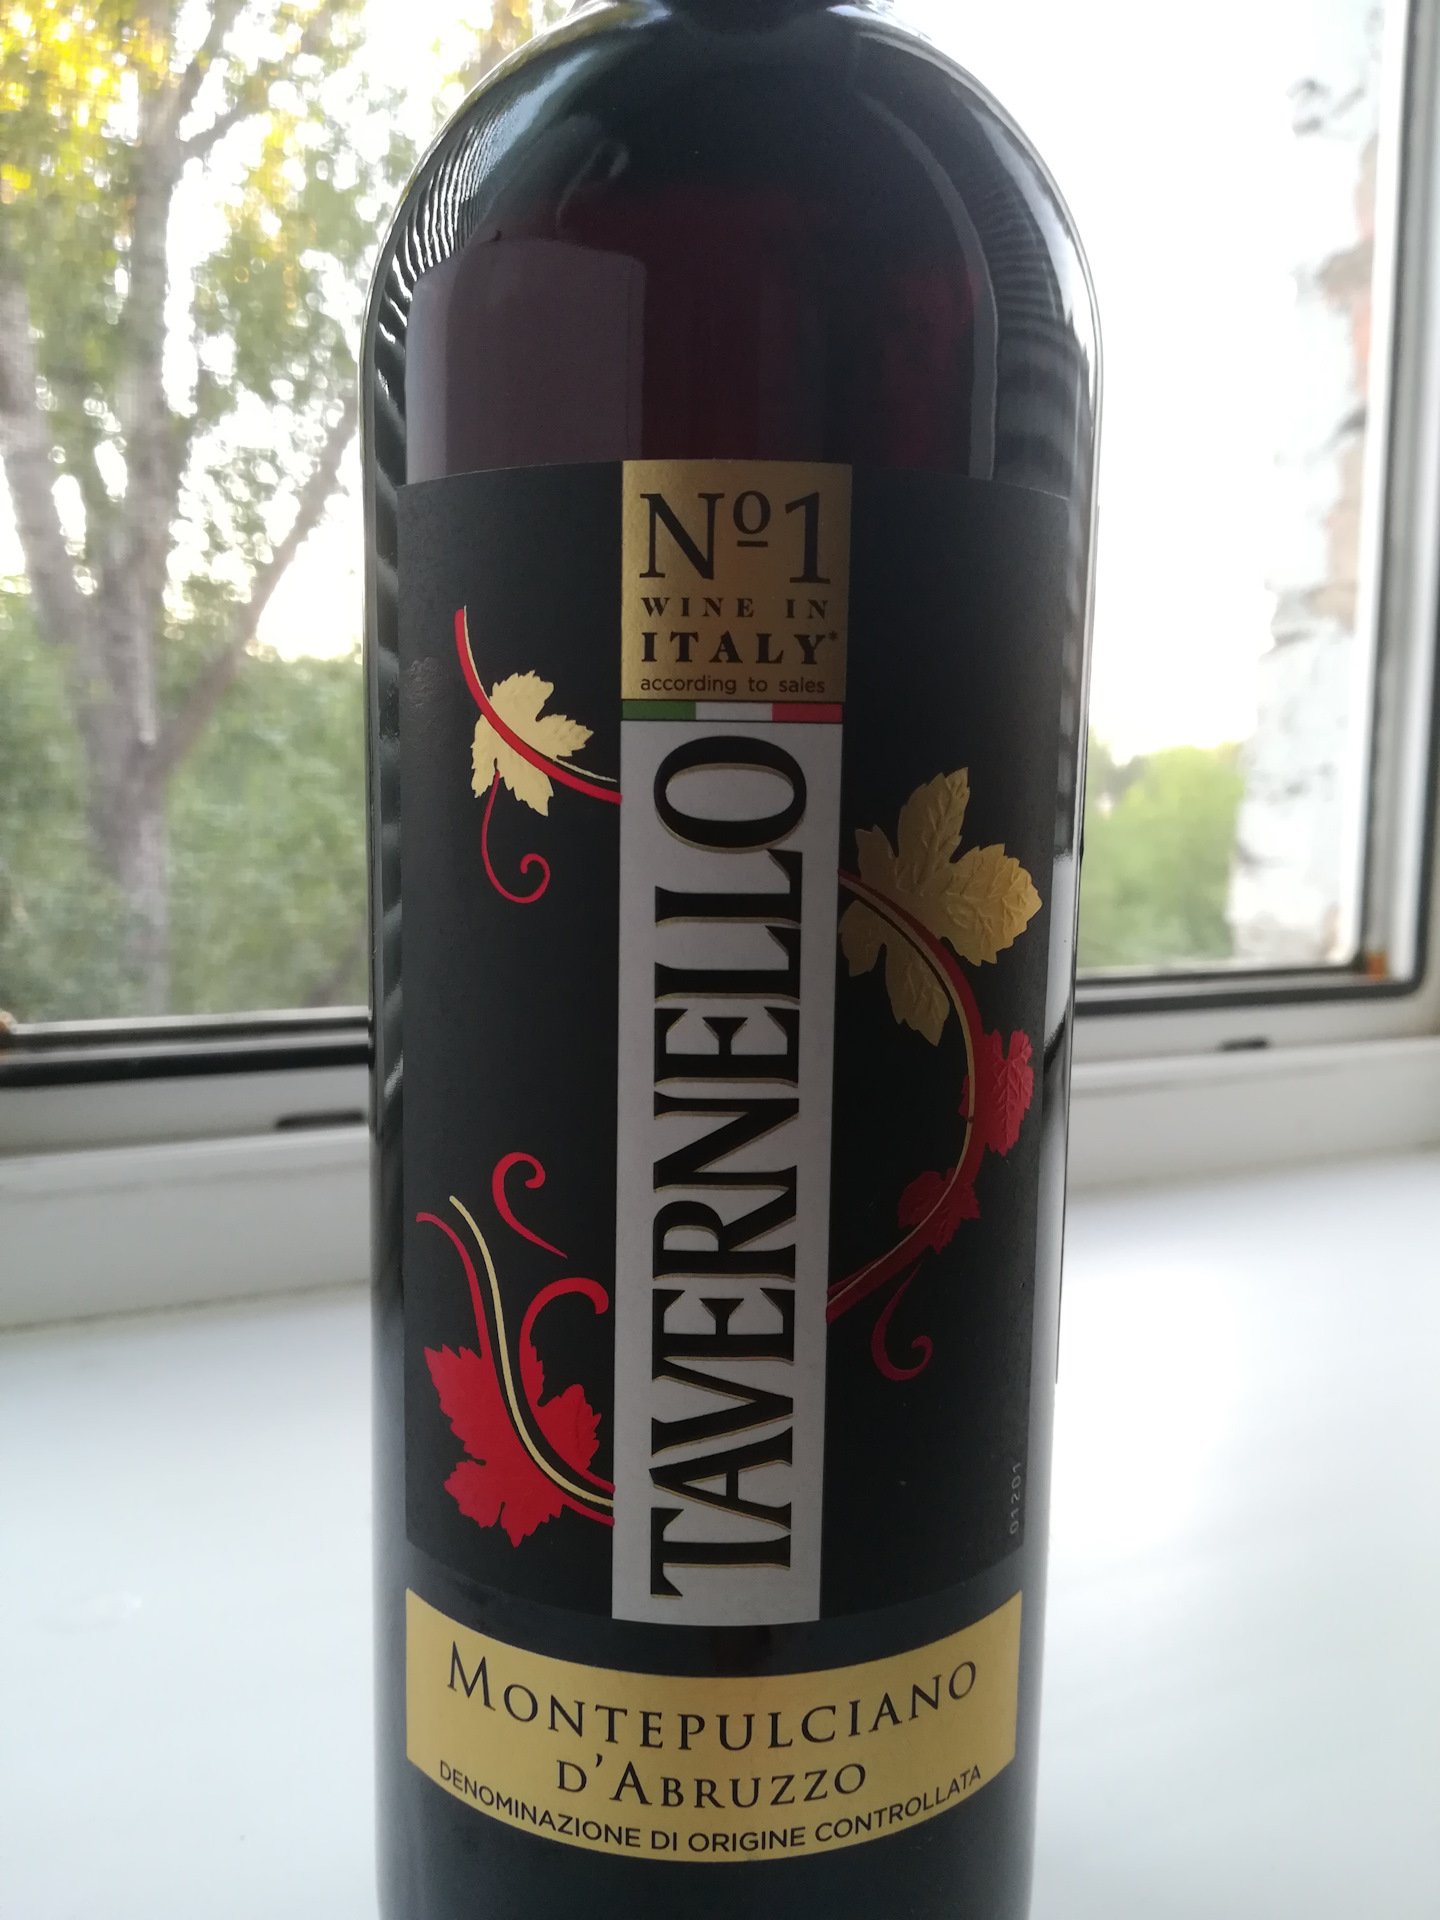 Nº1
WINE IN
ITALY*
according to sales
TAVERNELLO
01201
MONTEPULCIANO
D'ABRUZZO
DENOMINAZIONE DI ORIGINE CONTROLLATA